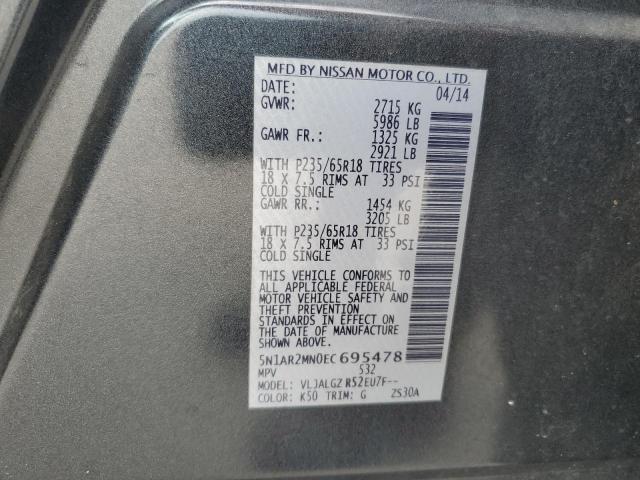 MFD BY NISSAN MOTOR CO., LTD.
DATE: 04/14
GVWR: 2715 KG
5986 LB
GAWR FR.: 1325 KG
2921 LB
WITH P235/65R18 TIRES
18 X 7.5 RIMS AT 33 PSI
COLD SINGLE
GAWR RR.: 1454 KG
3205 LB
WITH P235/65R18 TIRES
18 X 7.5 RIMS AT 33 PSI
COLD SINGLE
THIS VEHICLE CONFORMS TO
ALL APPLICABLE FEDERAL
MOTOR VEHICLE SAFETY AND
THEFT PREVENTION
STANDARDS IN EFFECT ON
THE DATE OF MANUFACTURE
SHOWN ABOVE.
5N1AR2MN0EC695478
MPV 532
MODEL: VLJALGZ R52EU7F--
COLOR: K50 TRIM: G ZS30A